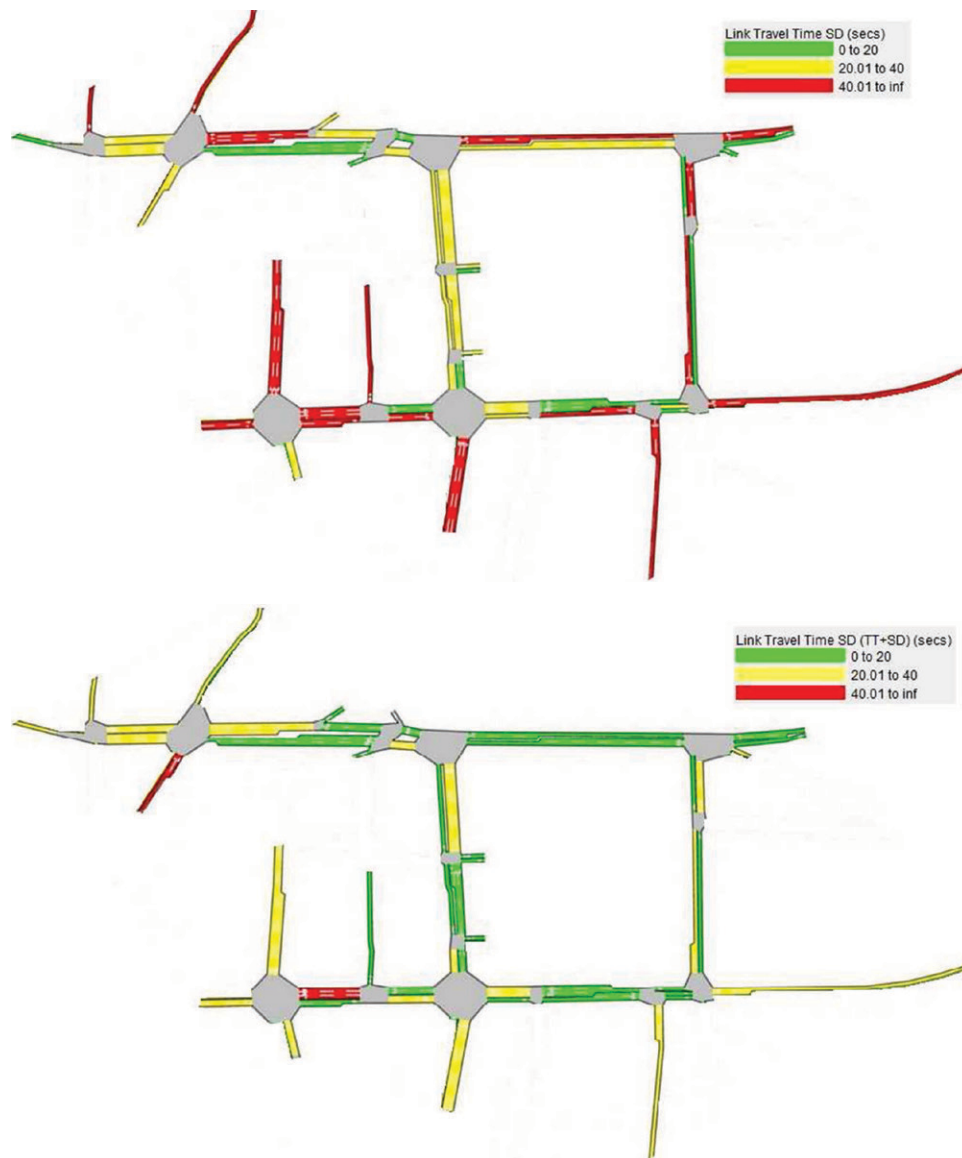 Link Travel Time SD (secs)
0 to 20
20.01 to 40
40.01 to inf
Link Travel Time SD (TT+SD) (secs)
0 to 20
20.01 to 40
40.01 to inf